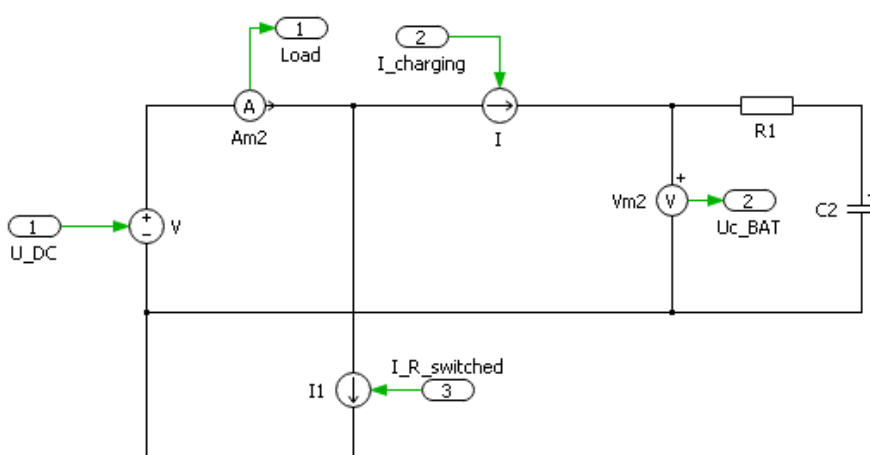 1
Load
2
I_charging
A
Am2
I
R1
+
Vm2
V
2
Uc_BAT
C2
+
1
U_DC
+
−
V
I_R_switched
I1
3